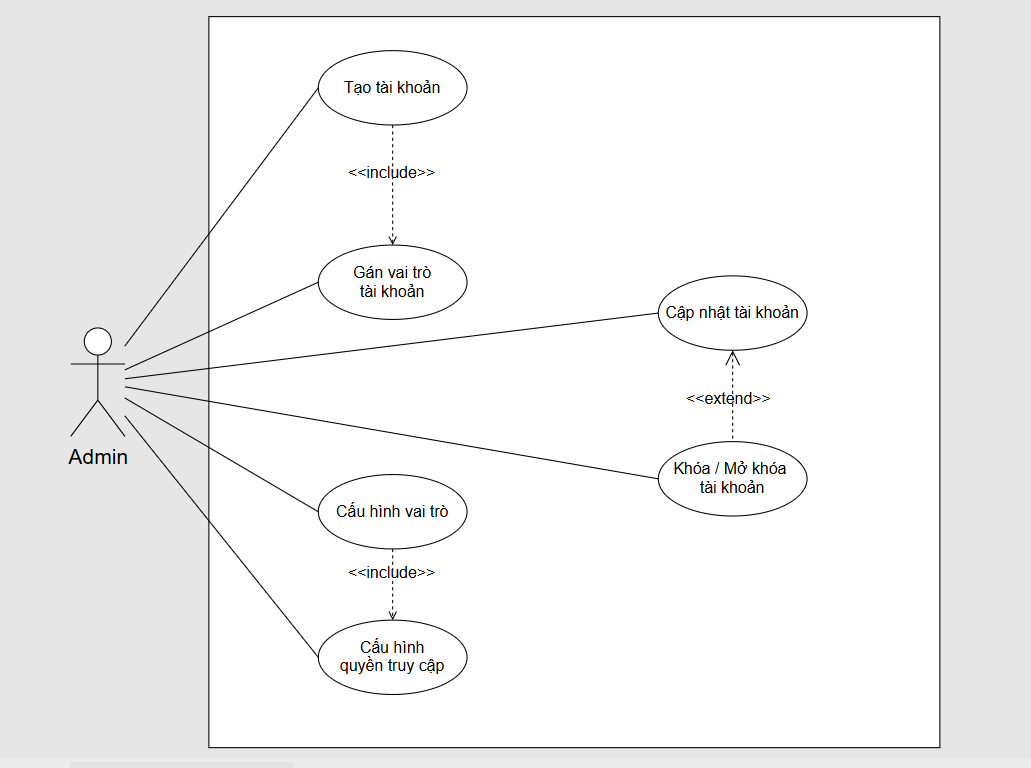 Tạo tài khoản
<<include>>
Gán vai trò
tài khoản
Cập nhật tài khoản
<<extend>>
Khóa / Mở khóa
tài khoản
Admin
Cấu hình vai trò
<<include>>
Cấu hình
quyền truy cập